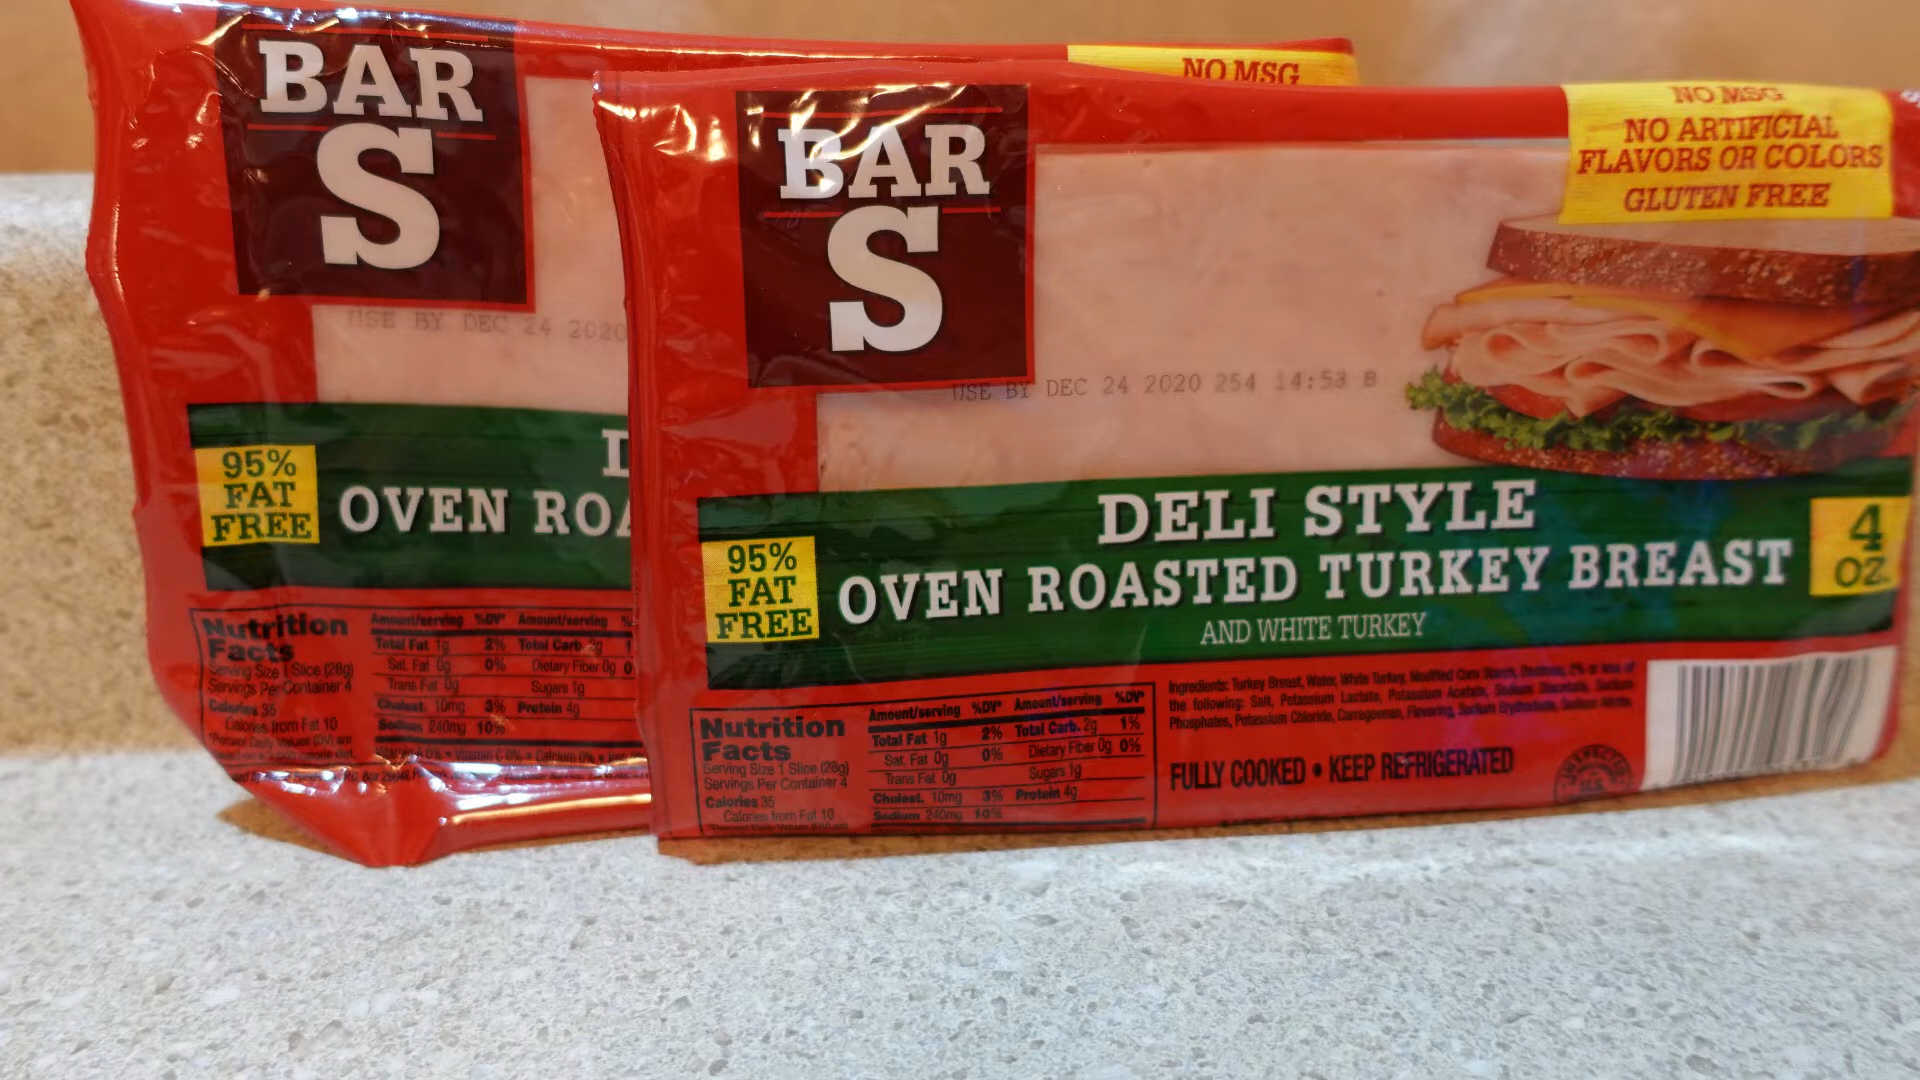 BAR
S
NO MSG
USE BY DEC 24 2020
95%
FAT
FREE
OVEN ROA
Nutrition
Facts
Serving Size 1 Slice (28g)
Servings Per Container 4
Calories 35
Calories from Fat 10
Amount/serving %DV* Amount/serving
Total Fat 1g 2% Total Carb. 2g
Sat. Fat 0g 0% Dietary Fiber 0g
Trans Fat 0g Sugars 1g
Cholest. 10mg 3% Protein 4g
Sodium 240mg 10%
BAR
S
NO MSG
NO ARTIFICIAL
FLAVORS OR COLORS
GLUTEN FREE
USE BY DEC 24 2020 254 14:53 B
95%
FAT
FREE
DELI STYLE
OVEN ROASTED TURKEY BREAST
AND WHITE TURKEY
4
OZ.
Nutrition
Facts
Serving Size 1 Slice (28g)
Servings Per Container 4
Calories 35
Calories from Fat 10
Amount/serving %DV* Amount/serving %DV*
Total Fat 1g 2% Total Carb. 2g 1%
Sat. Fat 0g 0% Dietary Fiber 0g 0%
Trans Fat 0g Sugars 1g
Cholest. 10mg 3% Protein 4g
Sodium 240mg 10%
Ingredients: Turkey Breast, Water, White Turkey, Modified Corn Starch, Dextrose, 2% or less of
the following: Salt, Potassium Lactate, Potassium Acetate, Sodium Diacetate, Sodium
Phosphates, Potassium Chloride, Carrageenan, Flavoring, Sodium Erythorbate, Sodium Nitrite.
FULLY COOKED • KEEP REFRIGERATED